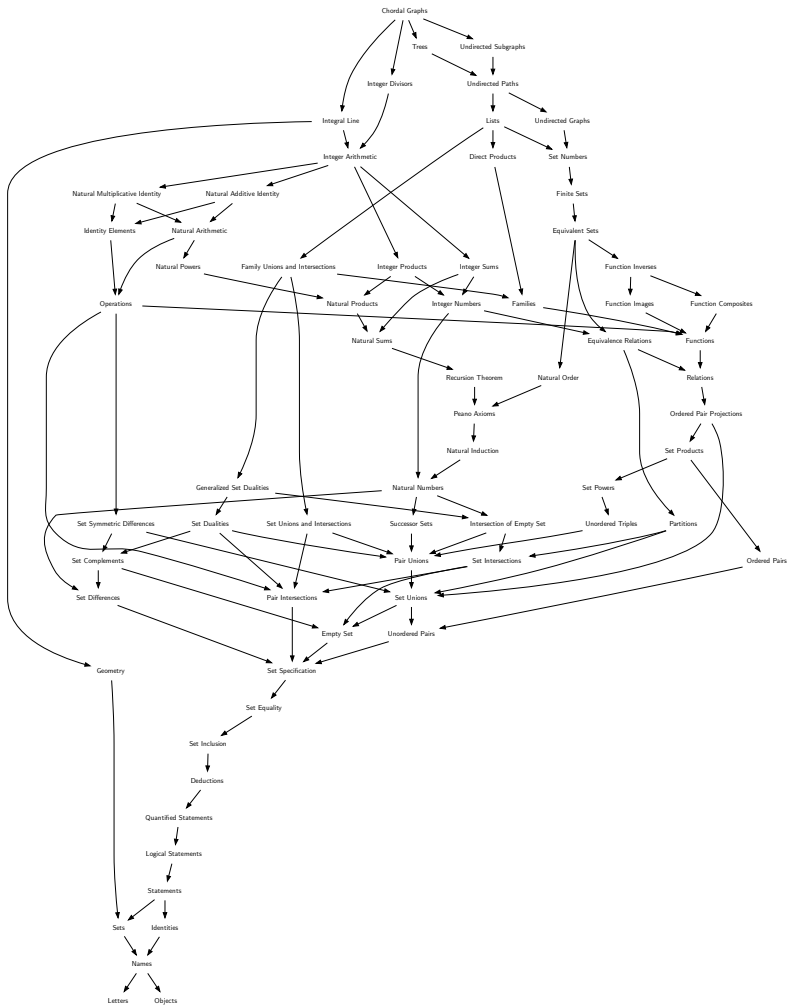 Chordal Graphs
Trees
Undirected Subgraphs
Integer Divisors
Undirected Paths
Integral Line
Lists
Undirected Graphs
Integer Arithmetic
Direct Products
Set Numbers
Natural Multiplicative Identity
Natural Additive Identity
Finite Sets
Identity Elements
Natural Arithmetic
Equivalent Sets
Natural Powers
Family Unions and Intersections
Integer Products
Integer Sums
Function Inverses
Operations
Natural Products
Integer Numbers
Families
Function Images
Function Composites
Natural Sums
Equivalence Relations
Functions
Recursion Theorem
Natural Order
Relations
Peano Axioms
Ordered Pair Projections
Natural Induction
Set Products
Generalized Set Dualities
Natural Numbers
Set Powers
Set Symmetric Differences
Set Dualities
Set Unions and Intersections
Successor Sets
Intersection of Empty Set
Unordered Triples
Partitions
Set Complements
Pair Unions
Set Intersections
Ordered Pairs
Set Differences
Pair Intersections
Set Unions
Empty Set
Unordered Pairs
Geometry
Set Specification
Set Equality
Set Inclusion
Deductions
Quantified Statements
Logical Statements
Statements
Sets
Identities
Names
Letters
Objects